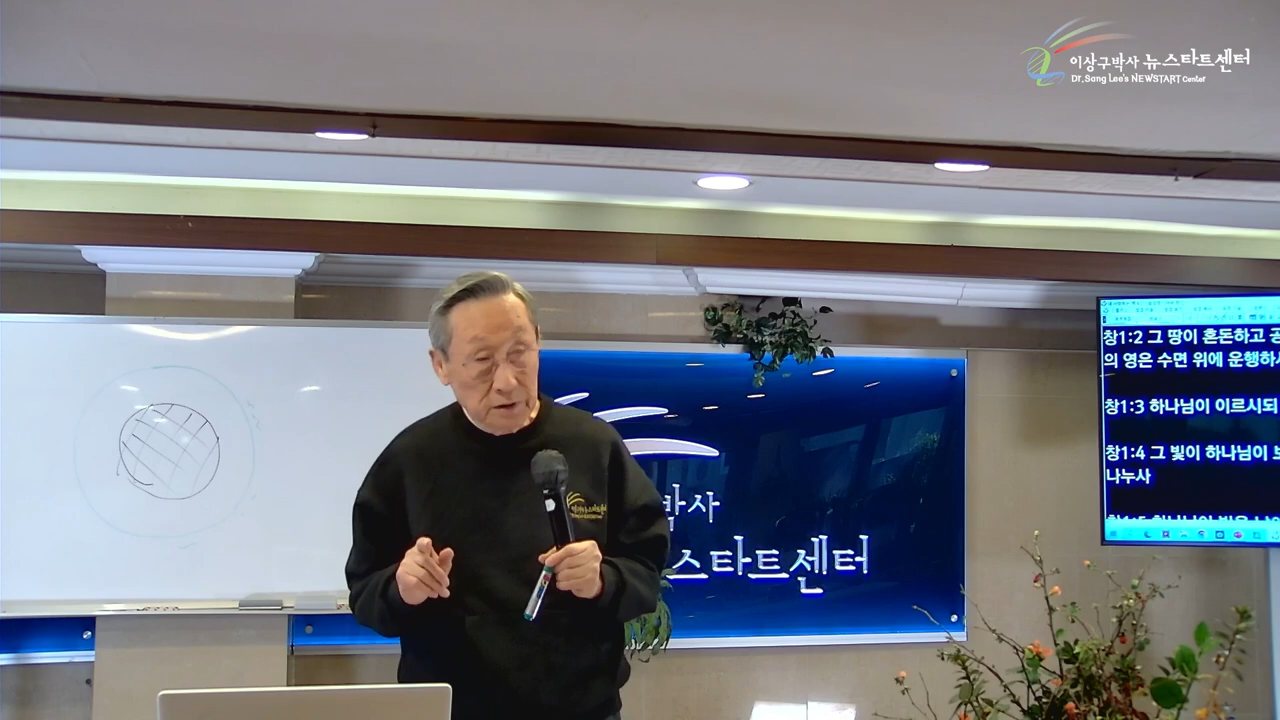 이상구박사 뉴스타트센터
Dr. Sang Lee's NEWSTART Center
박사
스타트센터
창1:2 그 땅이 혼돈하고
의 영은 수면 위에 운행하시
창1:3 하나님이 이르시되
창1:4 그 빛이 하나님이 보
나누사